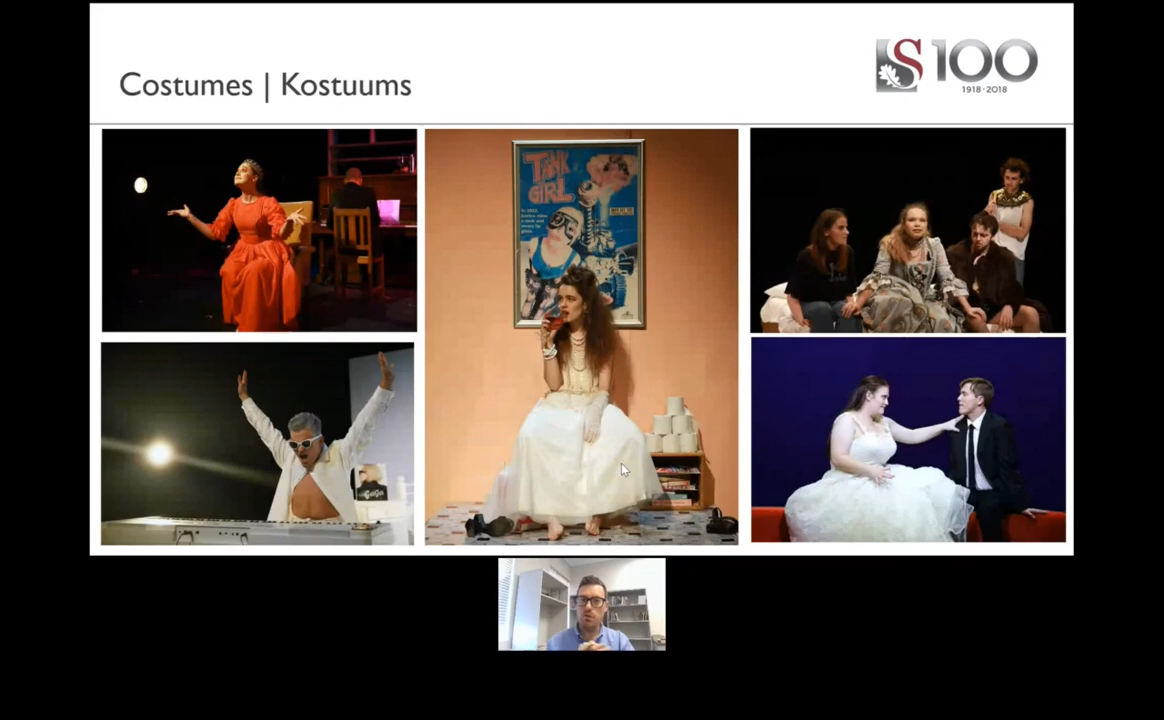 Costumes | Kostuums
S100
1918 · 2018
TANK
GIRL
GaGa